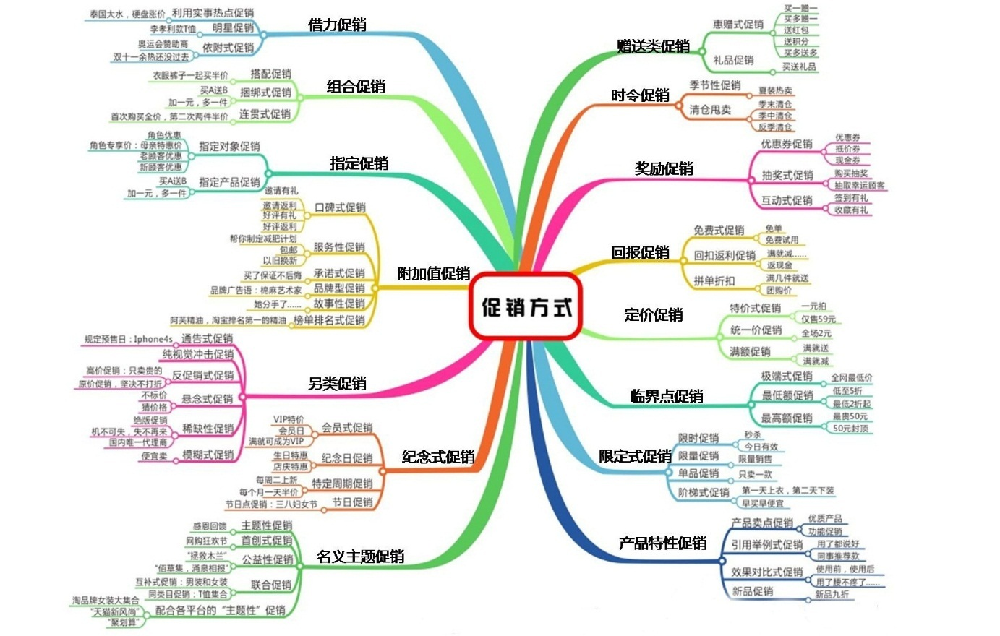 促销方式
借力促销
利用实事热点促销
泰国大水，硬盘涨价
明星促销
李孝利款T恤
依附式促销
奥运会赞助商
双十一余热还没过去
组合促销
搭配促销
衣服裤子一起买半价
捆绑式促销
买A送B
加一元，多一件
连贯式促销
首次购买全价，第二次两件半价
指定促销
指定对象促销
角色优惠
角色专享价：母亲特惠价
老顾客优惠
新顾客优惠
指定产品促销
买A送B
加一元，多一件
附加值促销
口碑式促销
邀请有礼
邀请返利
好评有礼
好评返利
服务性促销
帮你制定减肥计划
包邮
以旧换新
承诺式促销
买了保证不后悔
品牌型促销
品牌广告语：棉麻艺术家
故事性促销
她分手了......
榜单排名式促销
阿芙精油，淘宝排名第一的精油
另类促销
通告式促销
规定预售日：Iphone4s
纯视觉冲击促销
反促销式促销
高价促销：只卖贵的
原价促销，坚决不打折
悬念式促销
不标价
猜价格
稀缺性促销
绝版促销
机不可失，失不再来
国内唯一代理商
模糊式促销
便宜卖
纪念式促销
会员式促销
VIP特价
会员日
满就可成为VIP
纪念日促销
生日特惠
店庆特惠
特定周期促销
每周二上新
每个月一天半价
节日促销
节日点促销：三八妇女节
名义主题促销
主题性促销
感恩回馈
首创式促销
网购狂欢节
公益性促销
“拯救木兰”
“佰草集，涌泉相报”
联合促销
互补式促销：男装和女装
同类目促销：T恤集合
配合各平台的“主题性”促销
淘品牌女装大集合
“天猫新风尚”
“聚划算”
赠送类促销
惠赠式促销
买一赠一
买多赠一
送红包
送积分
买多送多
礼品促销
买送礼品
时令促销
季节性促销
夏装热卖
清仓甩卖
季末清仓
季中清仓
反季清仓
奖励促销
优惠券促销
优惠券
抵价券
现金券
抽奖式促销
购买抽奖
抽取幸运顾客
互动式促销
签到有礼
收藏有礼
回报促销
免费式促销
免单
免费试用
回扣返利促销
满就减......
返现金
拼单折扣
满几件就送
团购价
定价促销
特价式促销
一元拍
仅售59元
统一价促销
全场2元
满额促销
满就送
满就减
临界点促销
极端式促销
全网最低价
最低额促销
低至5折
最低2折起
最高额促销
最贵50元
50元封顶
限定式促销
限时促销
秒杀
今日有效
限量促销
限量销售
单品促销
只卖一款
阶梯式促销
第一天上衣，第二天下装
早买早便宜
产品特性促销
产品卖点促销
优质产品
功能促销
引用举例式促销
用了都说好
同事推荐款
效果对比式促销
使用前，使用后
用了腰不疼了......
新品促销
新品九折